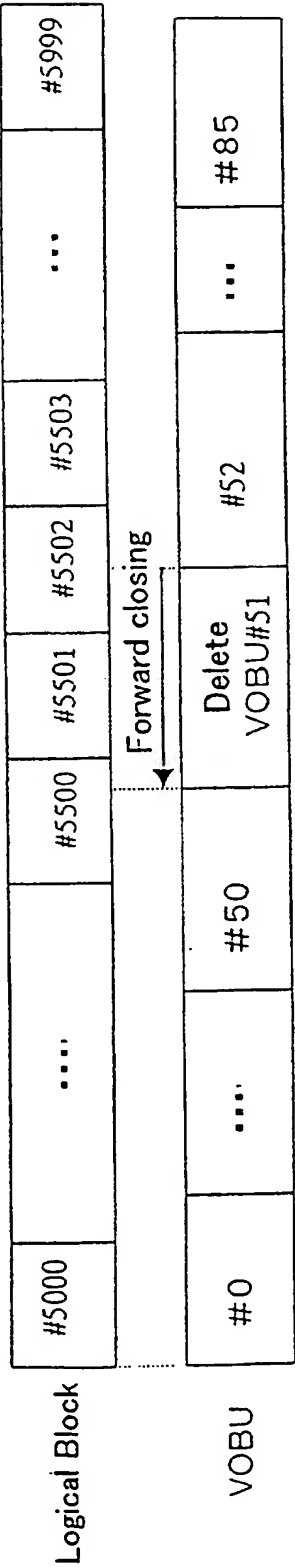 Logical Block #5000 .... #5500 #5501 #5502 #5503 ... #5999
Forward closing
VOBU #0 .... #50 Delete VOBU#51 #52 ... #85